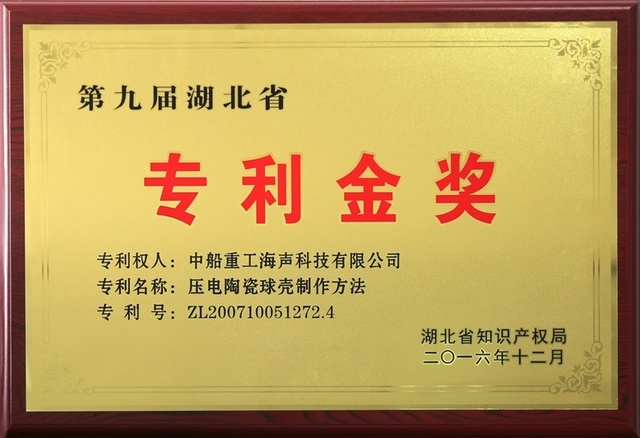 第九届湖北省
专利金奖
专利权人：中船重工海声科技有限公司
专利名称：压电陶瓷球壳制作方法
专 利 号：ZL200710051272.4
湖北省知识产权局
二〇一六年十二月